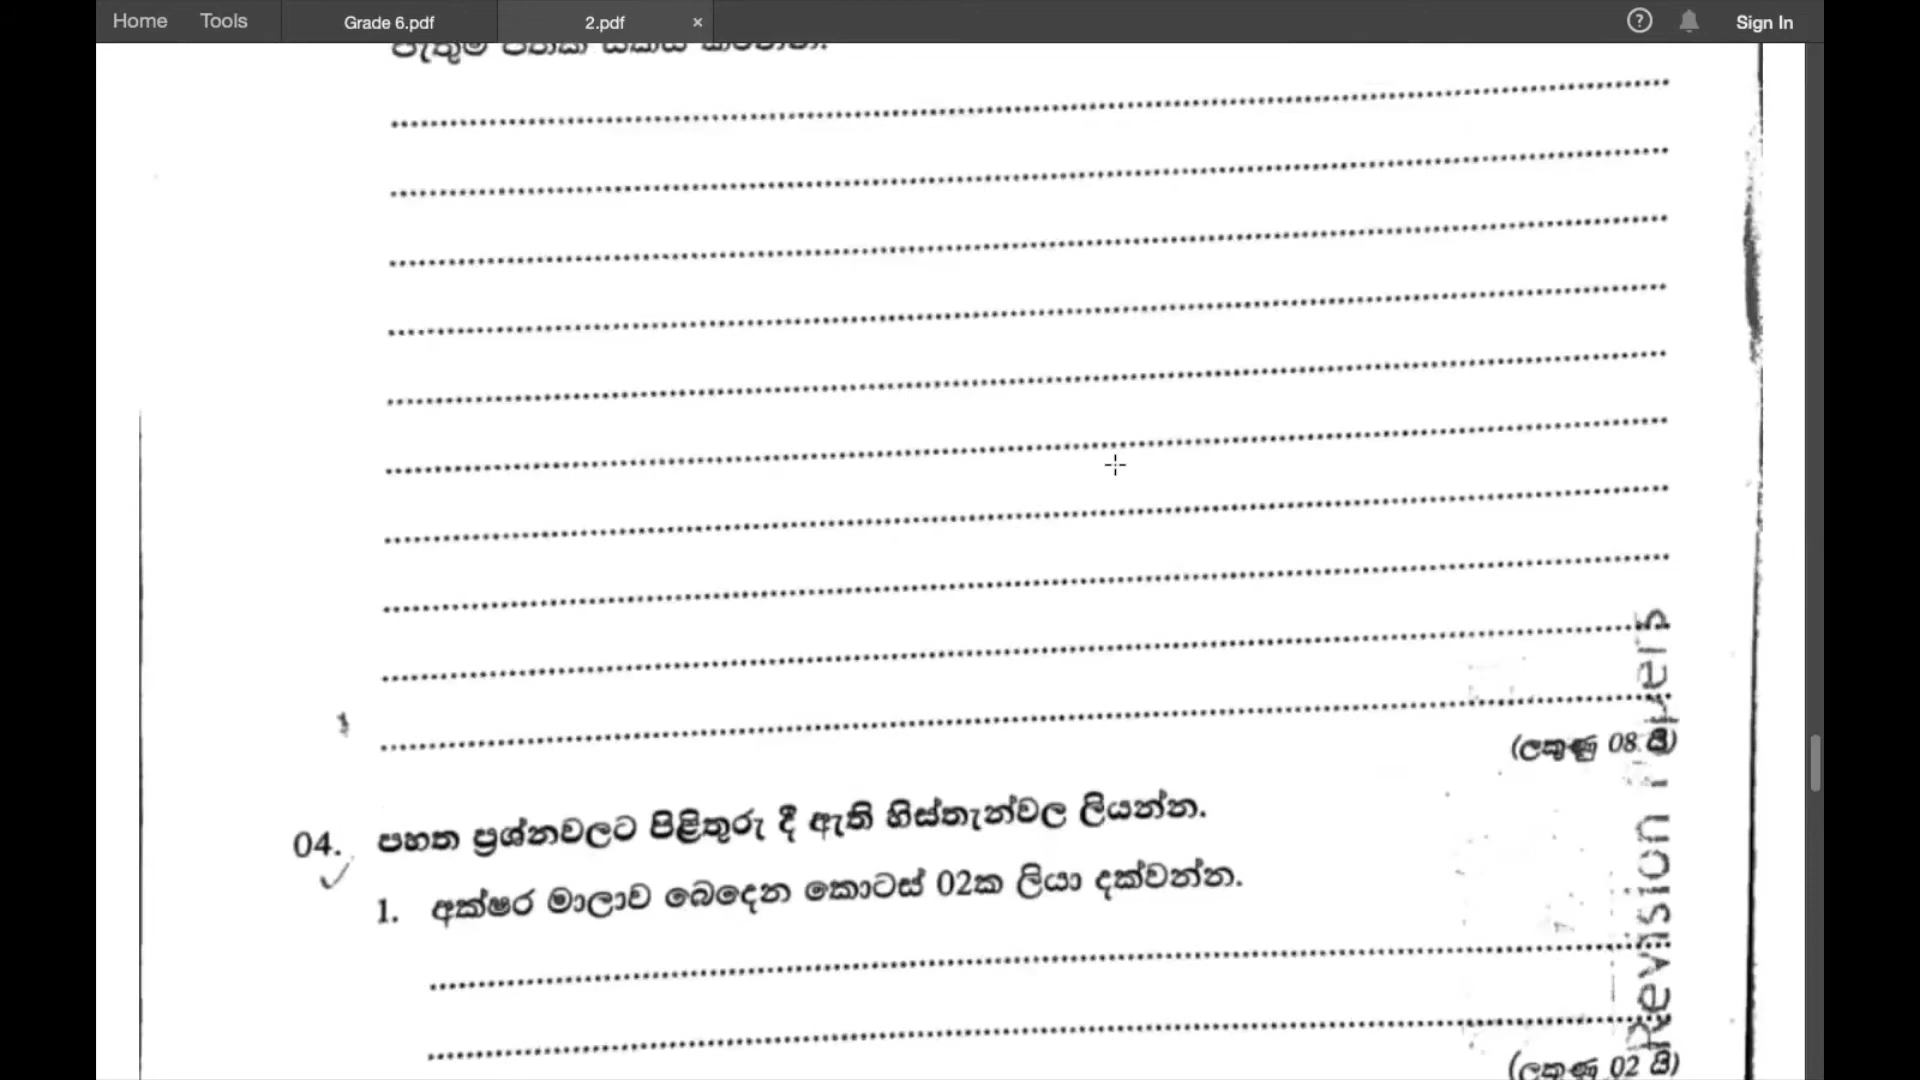 Home Tools Grade 6.pdf 2.pdf × ? Sign In
(ලකුණු 08 යි)
04. පහත ප්‍රශ්නවලට පිළිතුරු දී ඇති හිස්තැන්වල ලියන්න.
1. අක්ෂර මාලාව බෙදෙන කොටස් 02ක ලියා දක්වන්න.
(ලකුණු 02 යි)
Revision